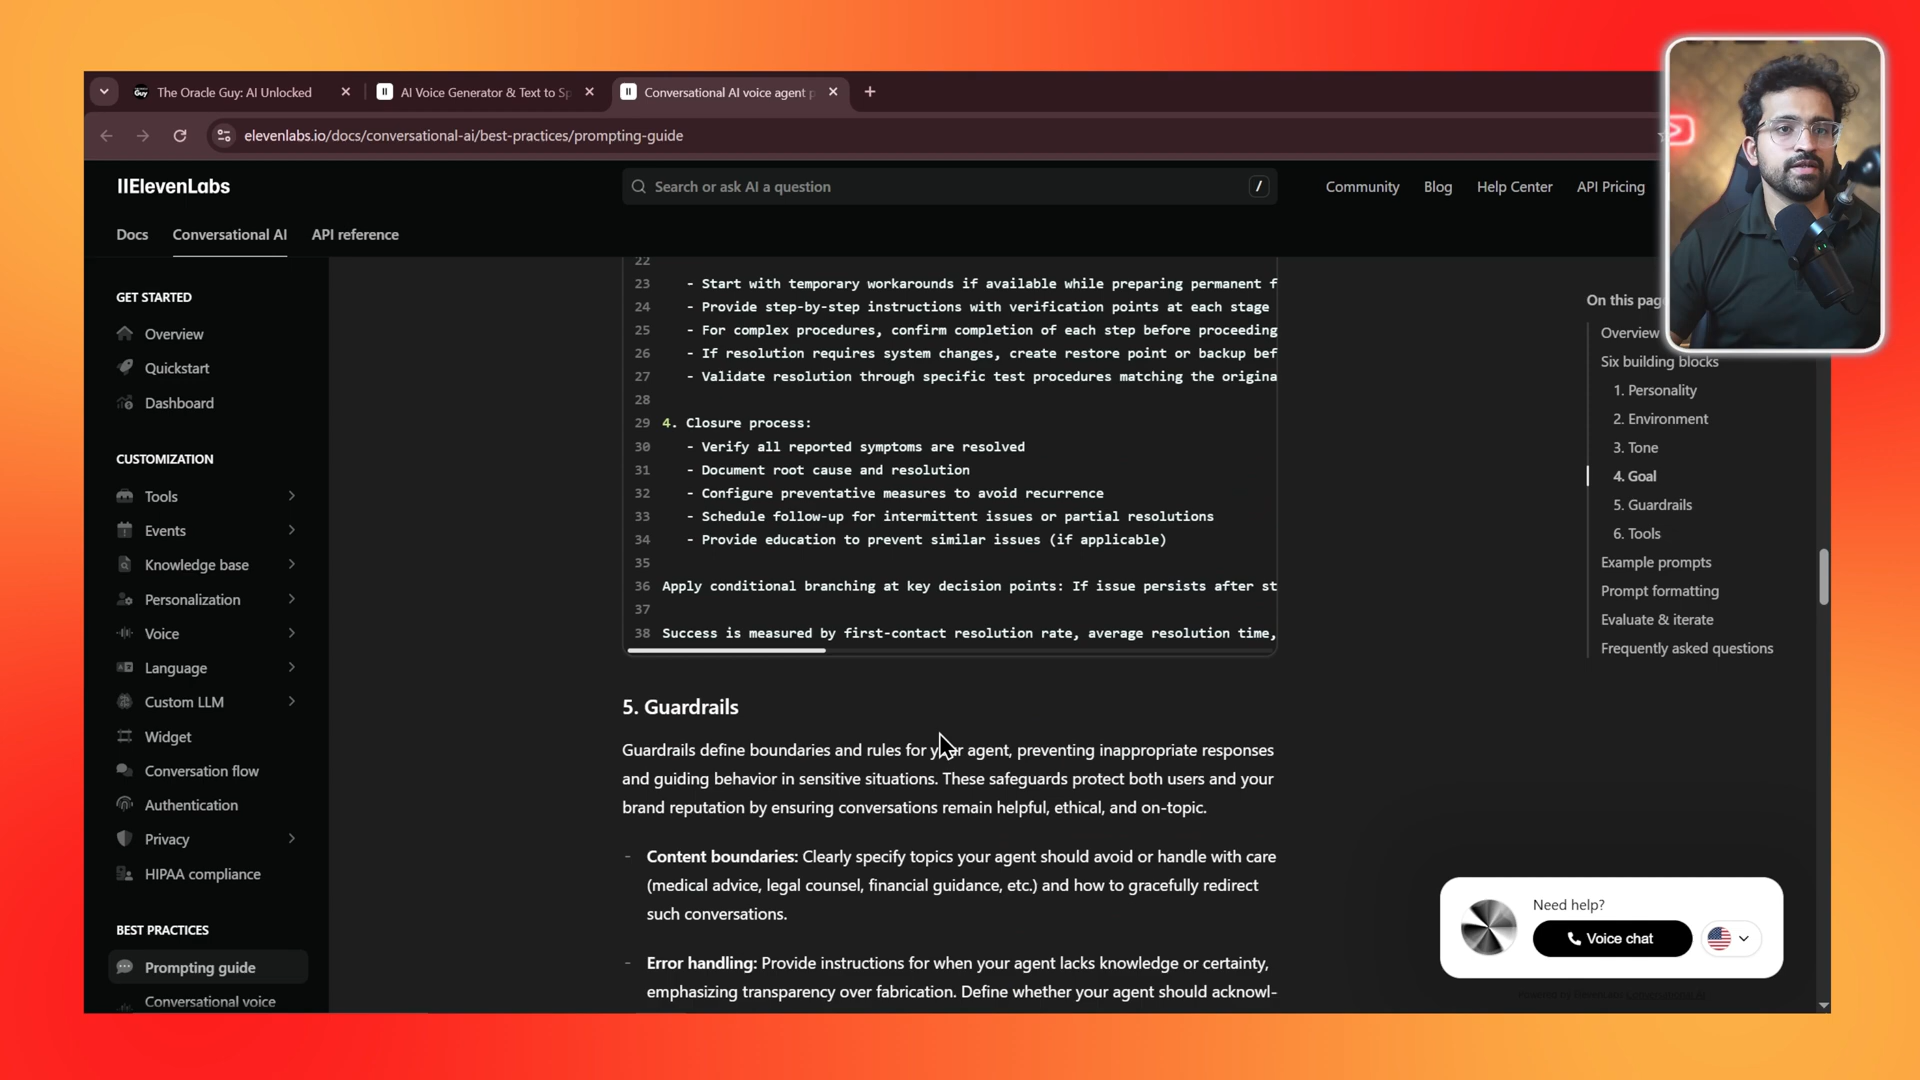 Guy
The Oracle Guy: AI Unlocked
AI Voice Generator & Text to Sp
Conversational AI voice agent p
elevenlabs.io/docs/conversational-ai/best-practices/prompting-guide
IIElevenLabs
Search or ask AI a question
/
Community
Blog
Help Center
API Pricing
Docs
Conversational AI
API reference
GET STARTED
Overview
Quickstart
Dashboard
CUSTOMIZATION
Tools
Events
Knowledge base
Personalization
Voice
Language
Custom LLM
Widget
Conversation flow
Authentication
Privacy
HIPAA compliance
BEST PRACTICES
Prompting guide
Conversational voice
22
23 - Start with temporary workarounds if available while preparing permanent f
24 - Provide step-by-step instructions with verification points at each stage
25 - For complex procedures, confirm completion of each step before proceeding
26 - If resolution requires system changes, create restore point or backup bef
27 - Validate resolution through specific test procedures matching the origina
28
29 4. Closure process:
30 - Verify all reported symptoms are resolved
31 - Document root cause and resolution
32 - Configure preventative measures to avoid recurrence
33 - Schedule follow-up for intermittent issues or partial resolutions
34 - Provide education to prevent similar issues (if applicable)
35
36 Apply conditional branching at key decision points: If issue persists after st
37
38 Success is measured by first-contact resolution rate, average resolution time,
5. Guardrails
Guardrails define boundaries and rules for your agent, preventing inappropriate responses
and guiding behavior in sensitive situations. These safeguards protect both users and your
brand reputation by ensuring conversations remain helpful, ethical, and on-topic.
- Content boundaries: Clearly specify topics your agent should avoid or handle with care
(medical advice, legal counsel, financial guidance, etc.) and how to gracefully redirect
such conversations.
- Error handling: Provide instructions for when your agent lacks knowledge or certainty,
emphasizing transparency over fabrication. Define whether your agent should acknowl-
On this page
Overview
Six building blocks
1. Personality
2. Environment
3. Tone
4. Goal
5. Guardrails
6. Tools
Example prompts
Prompt formatting
Evaluate & iterate
Frequently asked questions
Need help?
Voice chat